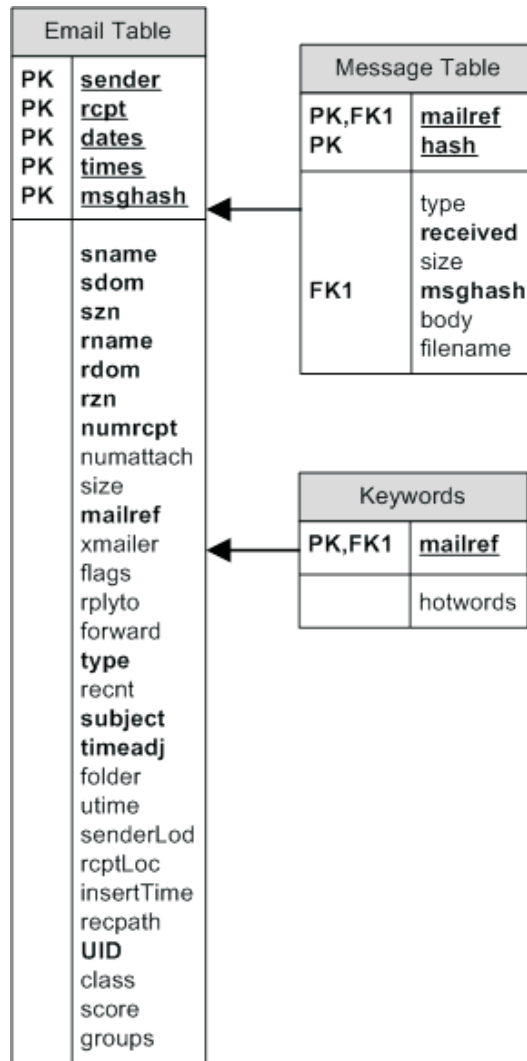 Email Table
PK sender
PK rcpt
PK dates
PK times
PK msghash
sname
sdom
szn
rname
rdom
rzn
numrcpt
numattach
size
mailref
xmailer
flags
rplyto
forward
type
recnt
subject
timeadj
folder
utime
senderLod
rcptLoc
insertTime
recpath
UID
class
score
groups
Message Table
PK,FK1 mailref
PK hash
type
received
size
FK1 msghash
body
filename
Keywords
PK,FK1 mailref
hotwords